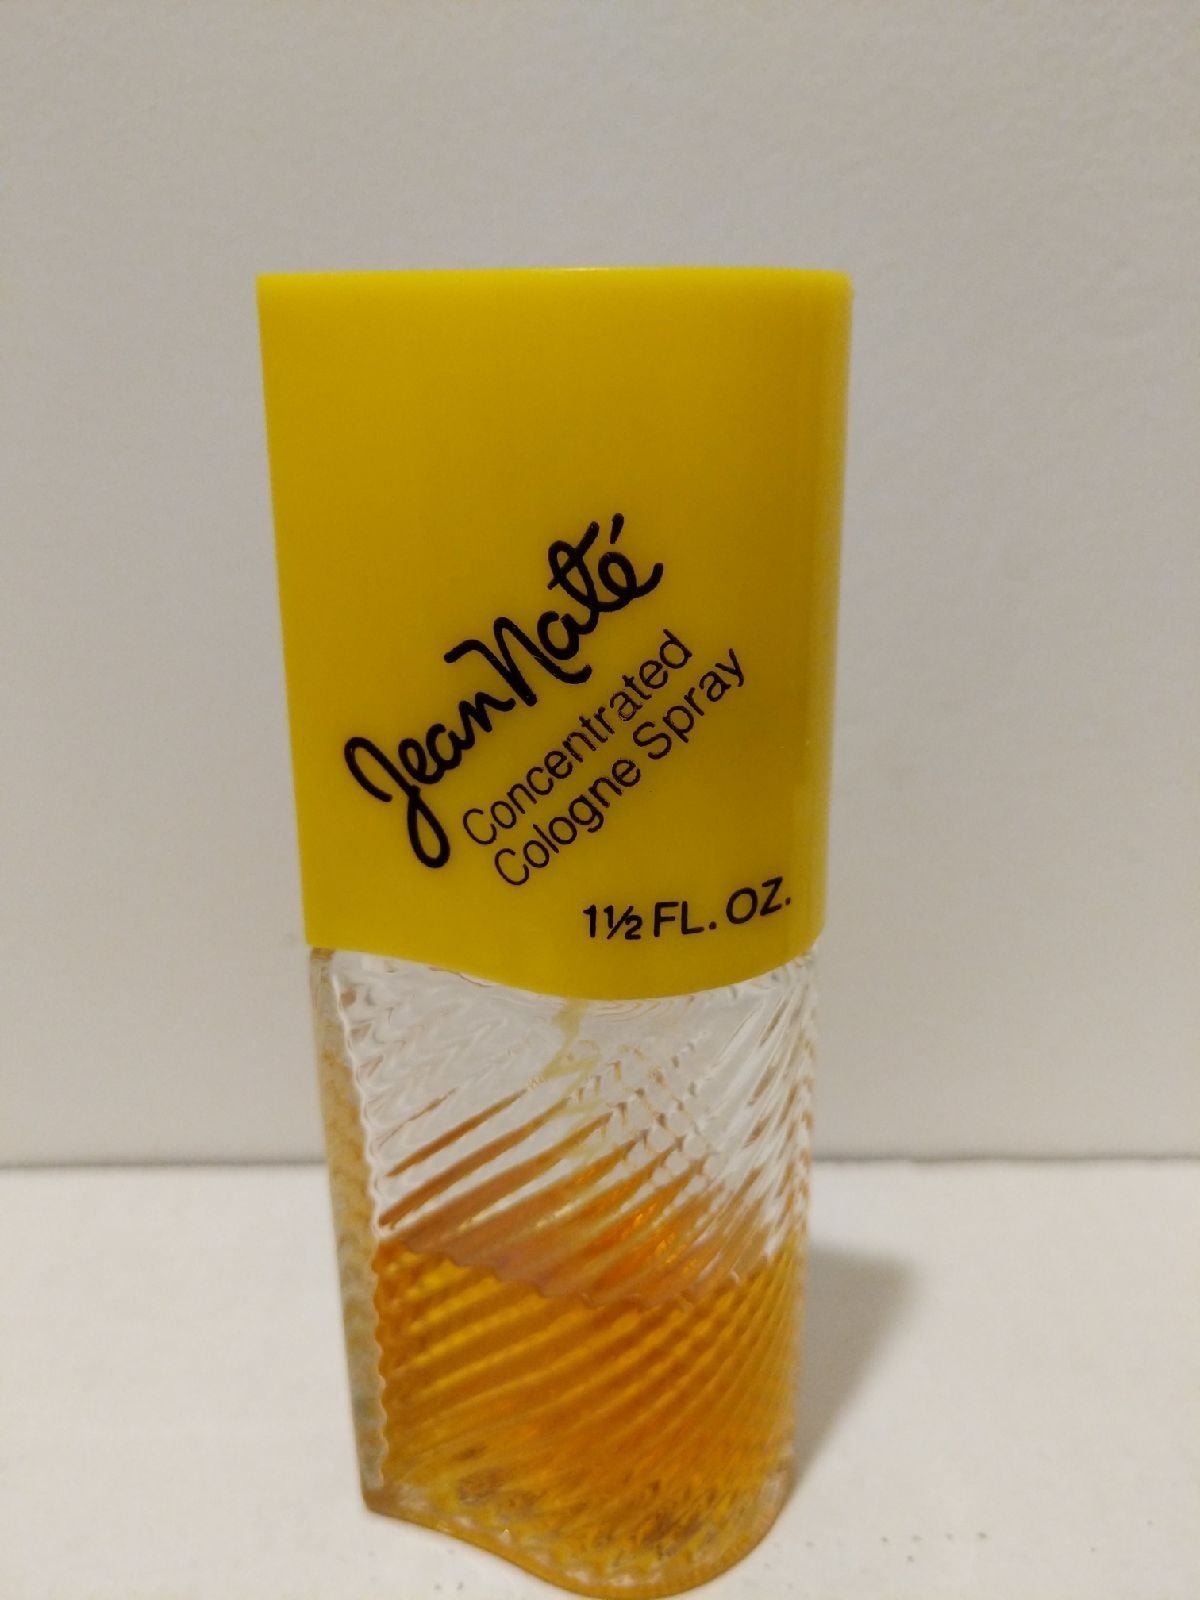 Jean Naté
Concentrated
Cologne Spray
1½ FL. OZ.